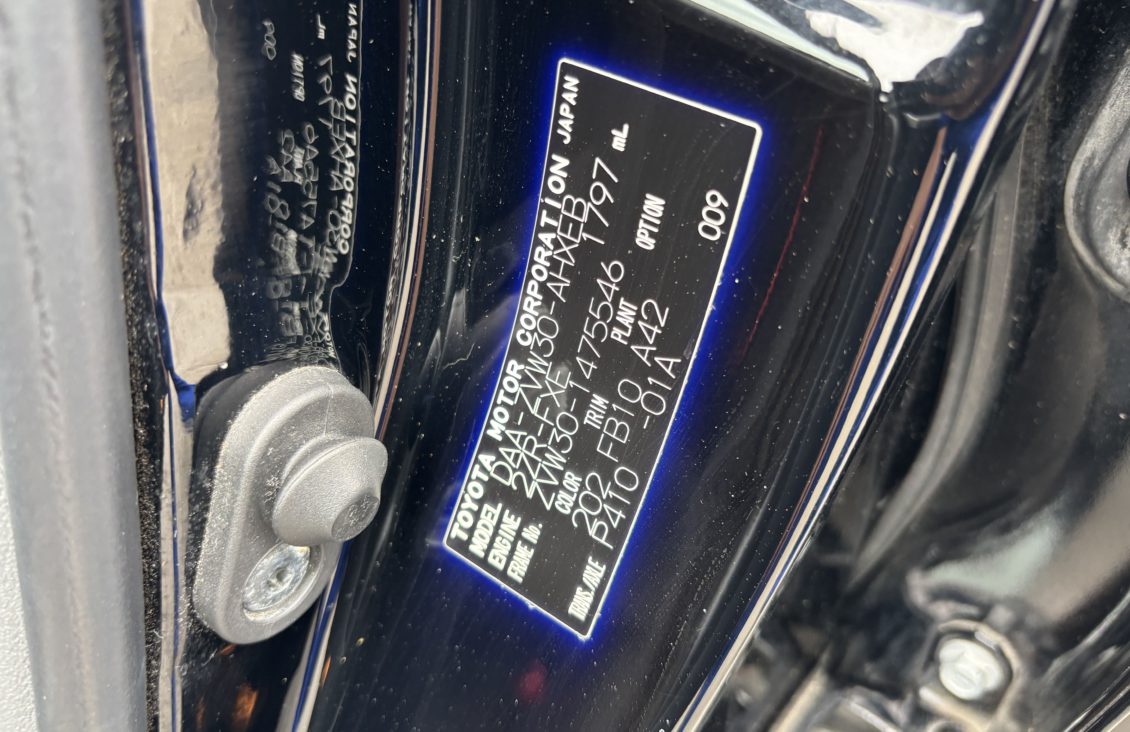 TOYOTA MOTOR CORPORATION JAPAN
MODEL DAA-ZVW30-AHXEB
ENGINE 2ZR-FXE 1797 mL
FRAME No. ZVW30-1475546
COLOR TRIM PLANT OPTION
202 FB10 A42 009
TRANS/AXLE P410 -01A